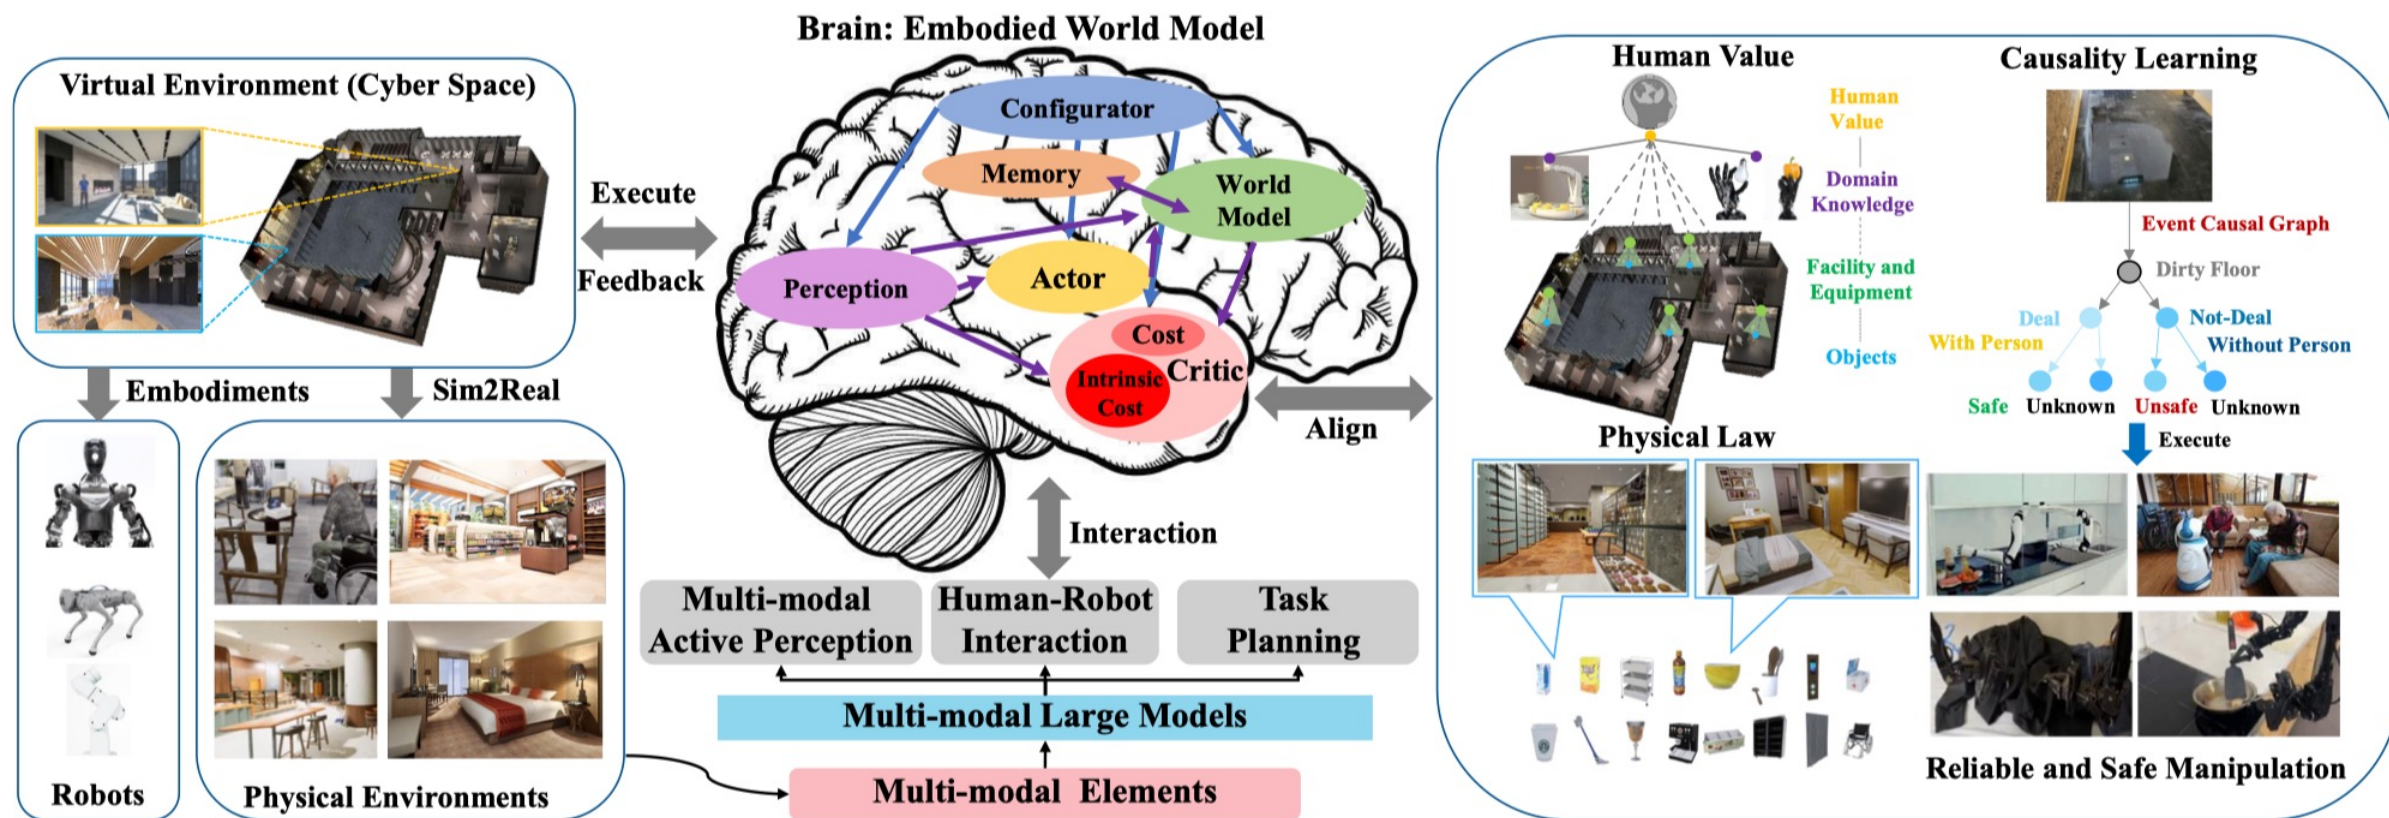 Brain: Embodied World Model
Virtual Environment (Cyber Space)
Execute
Feedback
Embodiments
Sim2Real
Robots
Physical Environments
Configurator
Memory
World
Model
Perception
Actor
Cost
Critic
Intrinsic
Cost
Interaction
Align
Multi-modal
Active Perception
Human-Robot
Interaction
Task
Planning
Multi-modal Large Models
Multi-modal Elements
Human Value
Human
Value
Domain
Knowledge
Facility and
Equipment
Objects
Physical Law
Causality Learning
Event Causal Graph
Dirty Floor
Deal
Not-Deal
With Person
Without Person
Safe
Unknown
Unsafe
Unknown
Execute
Reliable and Safe Manipulation